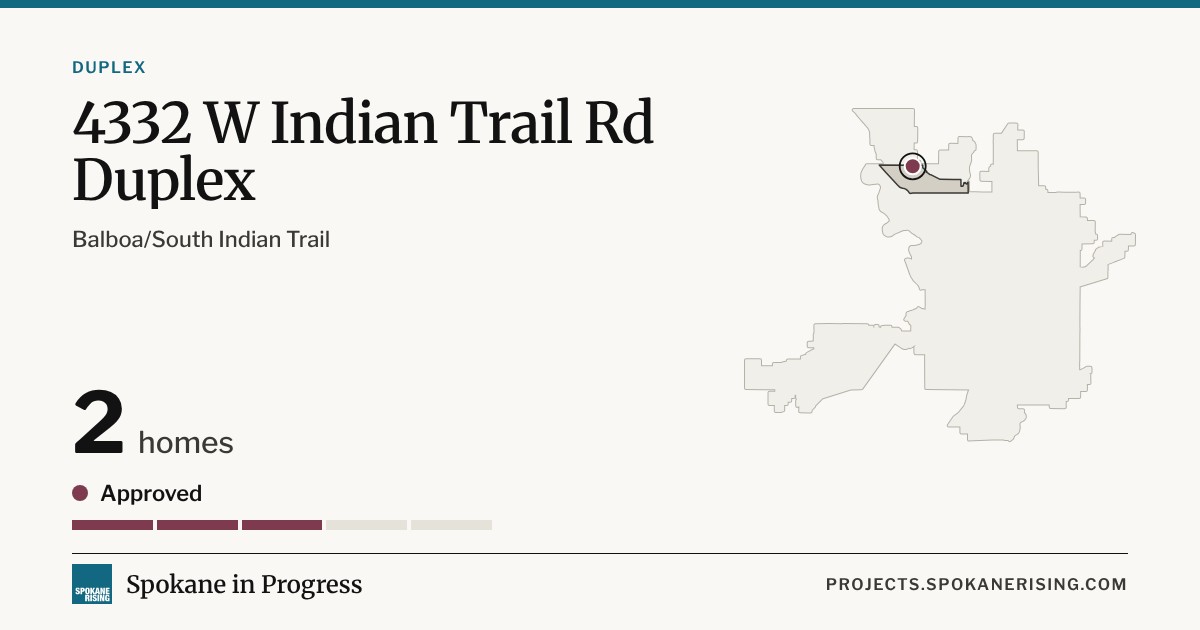 DUPLEX
4332 W Indian Trail Rd
Duplex
Balboa/South Indian Trail
2 homes
Approved
SPOKANE
RISING
Spokane in Progress
PROJECTS.SPOKANERISING.COM